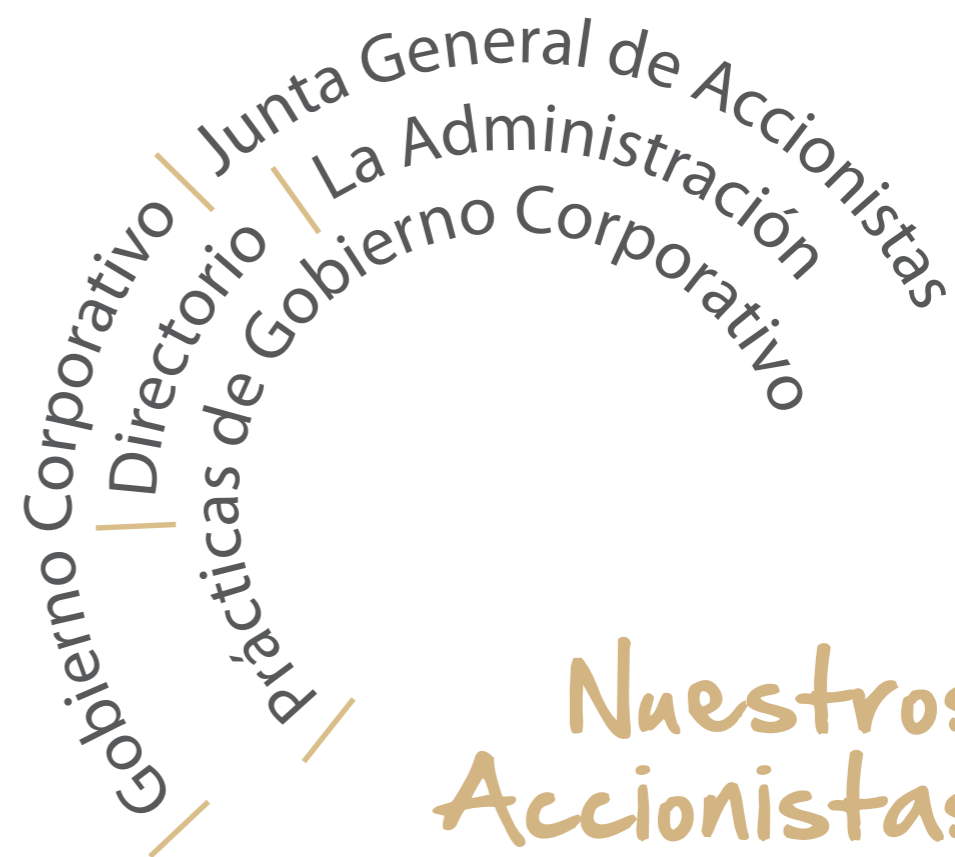 Gobierno Corporativo | Junta General de Accionistas
| Directorio | La Administración
| Prácticas de Gobierno Corporativo
Nuestros
Accionistas